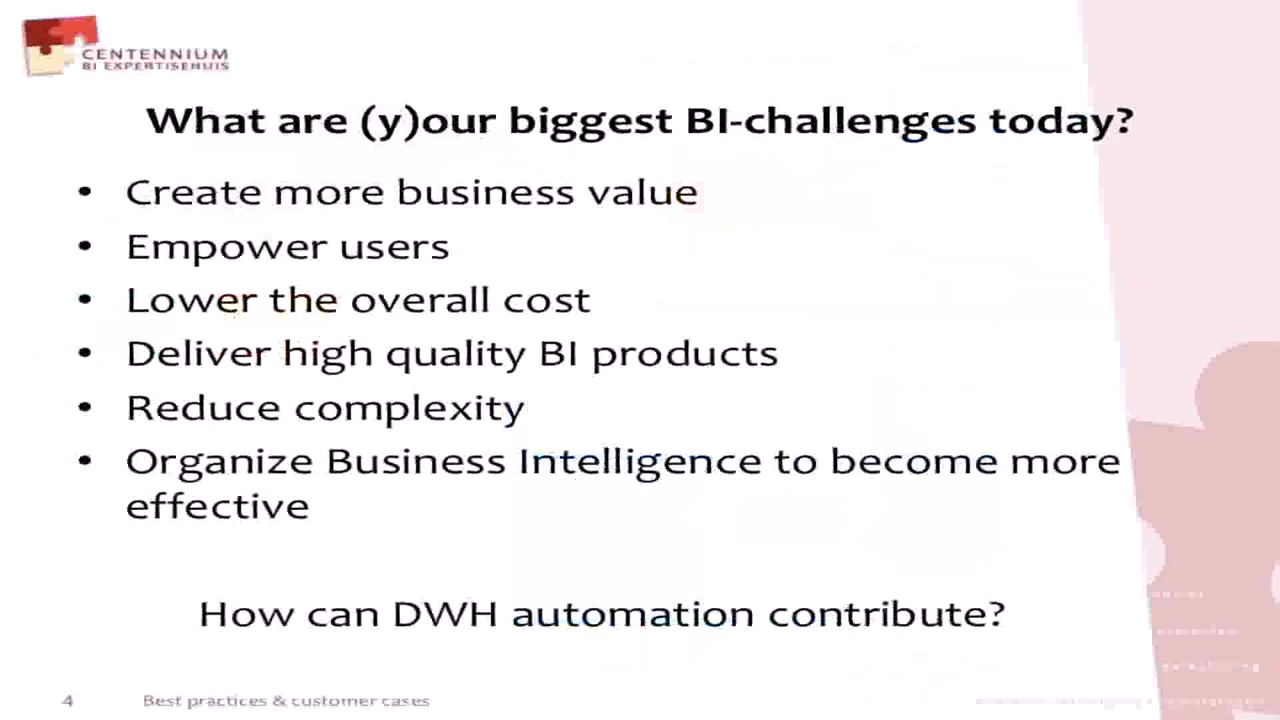 CENTENNIUM
BI EXPERTISEHUIS
What are (y)our biggest BI-challenges today?
• Create more business value
• Empower users
• Lower the overall cost
• Deliver high quality BI products
• Reduce complexity
• Organize Business Intelligence to become more
effective
How can DWH automation contribute?
4 Best practices & customer cases